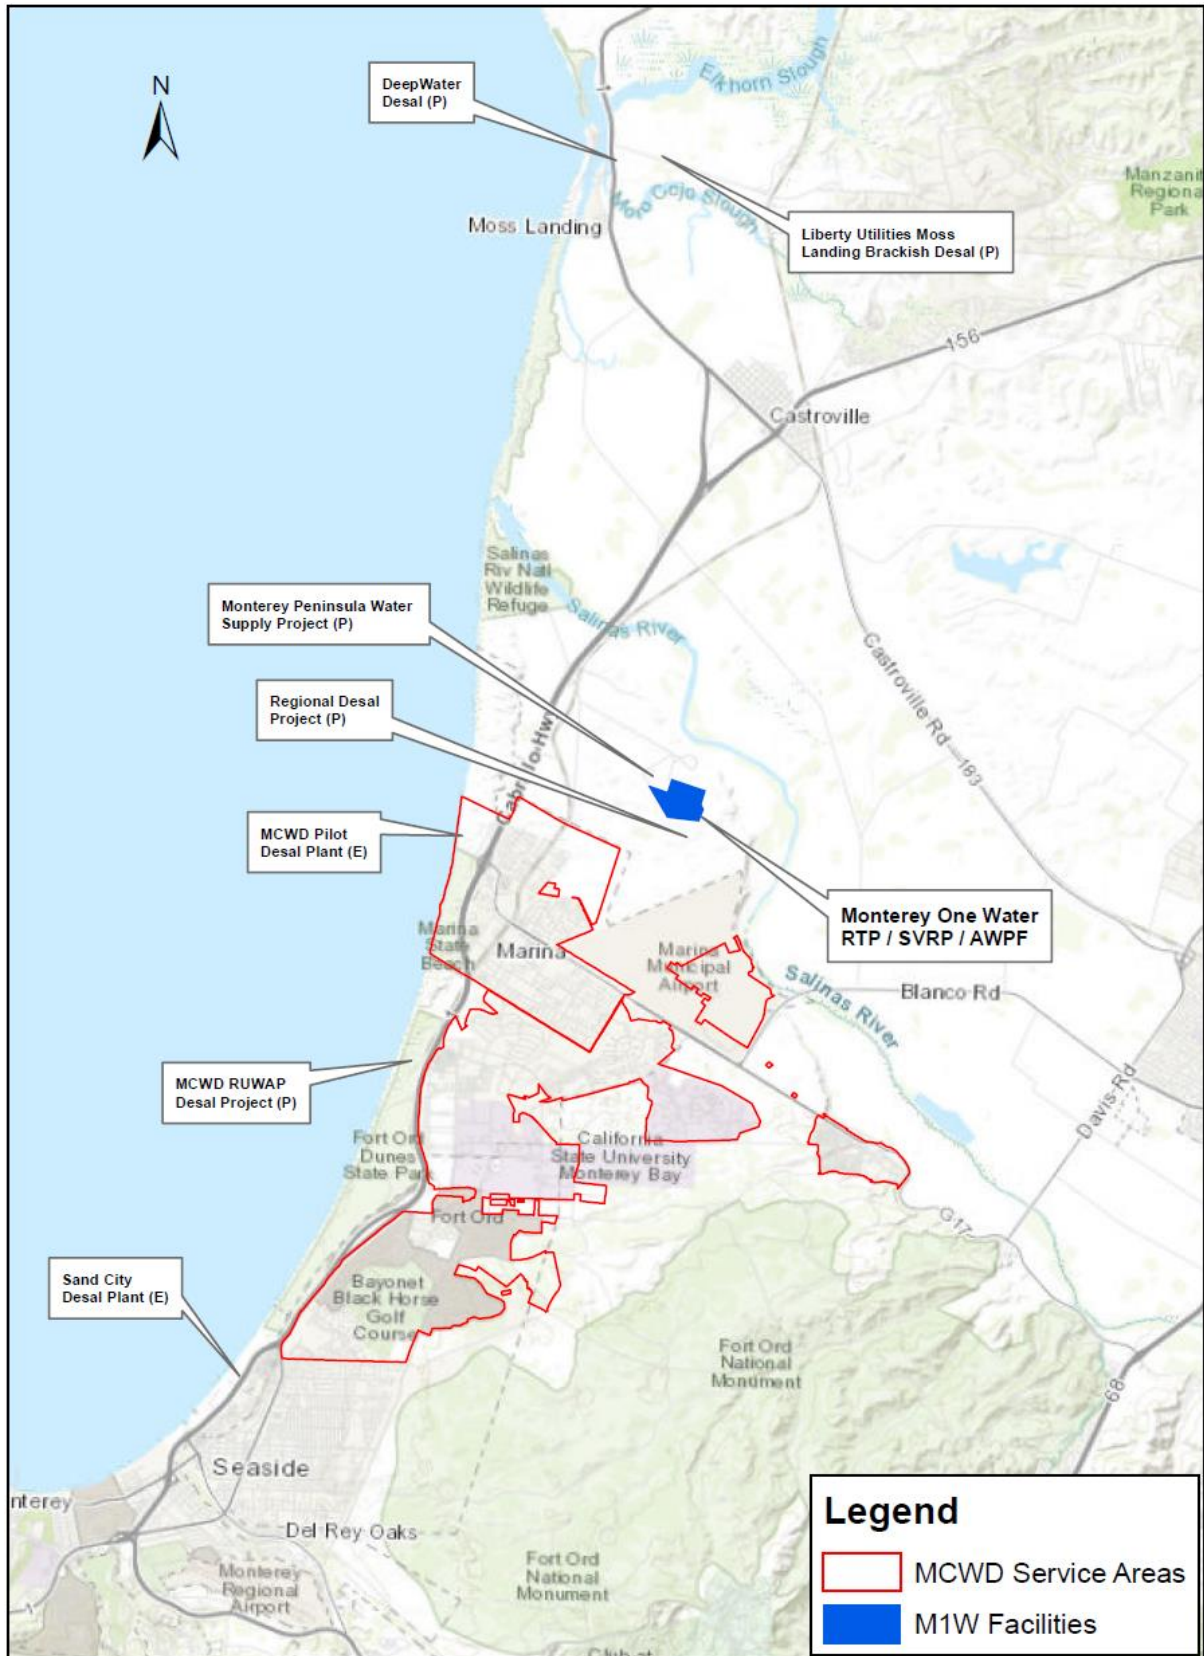 N
DeepWater
Desal (P)
Elkhorn Slough
Manzanit
Regional
Park
Moro Cojo Slough
Moss Landing
Liberty Utilities Moss
Landing Brackish Desal (P)
156
Castroville
Salinas
Riv Natl
Wildlife
Refuge
Monterey Peninsula Water
Supply Project (P)
Salinas River
Castroville Rd
183
Regional Desal
Project (P)
Cabrillo Hwy
MCWD Pilot
Desal Plant (E)
Monterey One Water
RTP / SVRP / AWPF
Marina
State
Beach
Marina
Marina
Municipal
Airport
Salinas River
Blanco Rd
Davis Rd
MCWD RUWAP
Desal Project (P)
Fort Ord
Dunes
State Park
California
State University
Monterey Bay
Fort Ord
G17
Sand City
Desal Plant (E)
Bayonet
Black Horse
Golf
Course
Fort Ord
National
Monument
68
Seaside
nterey
Del Rey Oaks
Monterey
Regional
Airport
Fort Ord
National
Monument
Club at
Legend
MCWD Service Areas
M1W Facilities